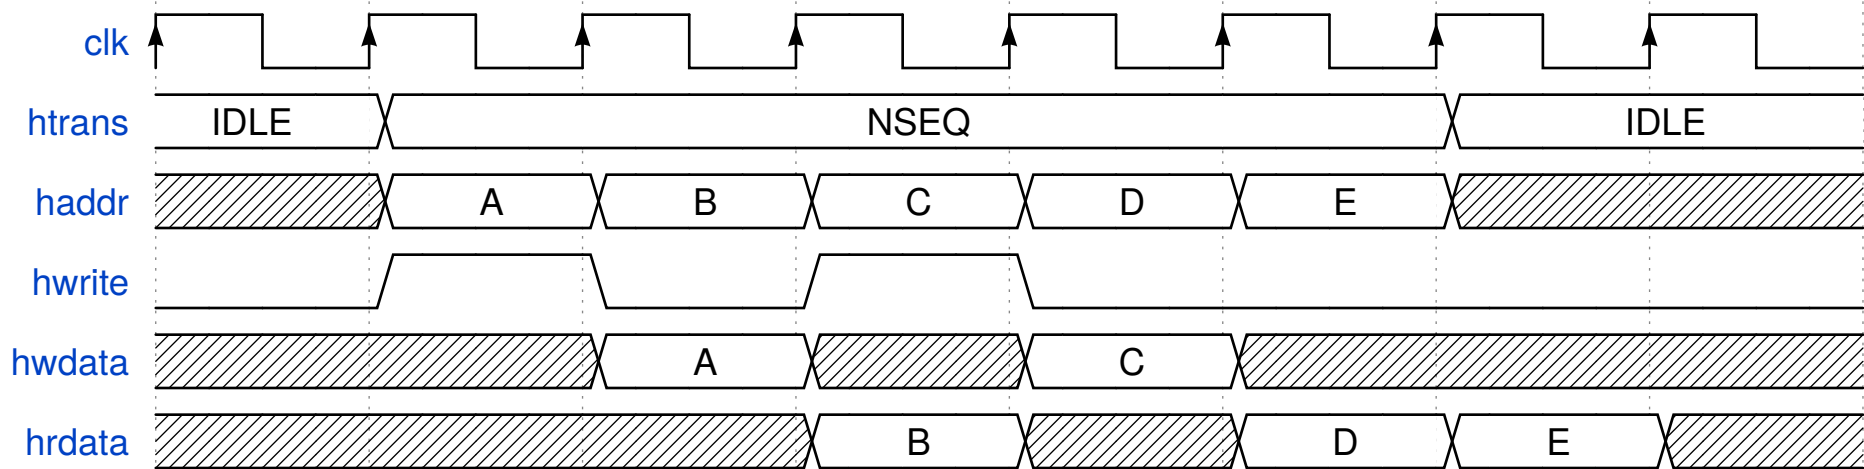 clk
htrans IDLE NSEQ IDLE
haddr A B C D E
hwrite
hwdata A C
hrdata B D E